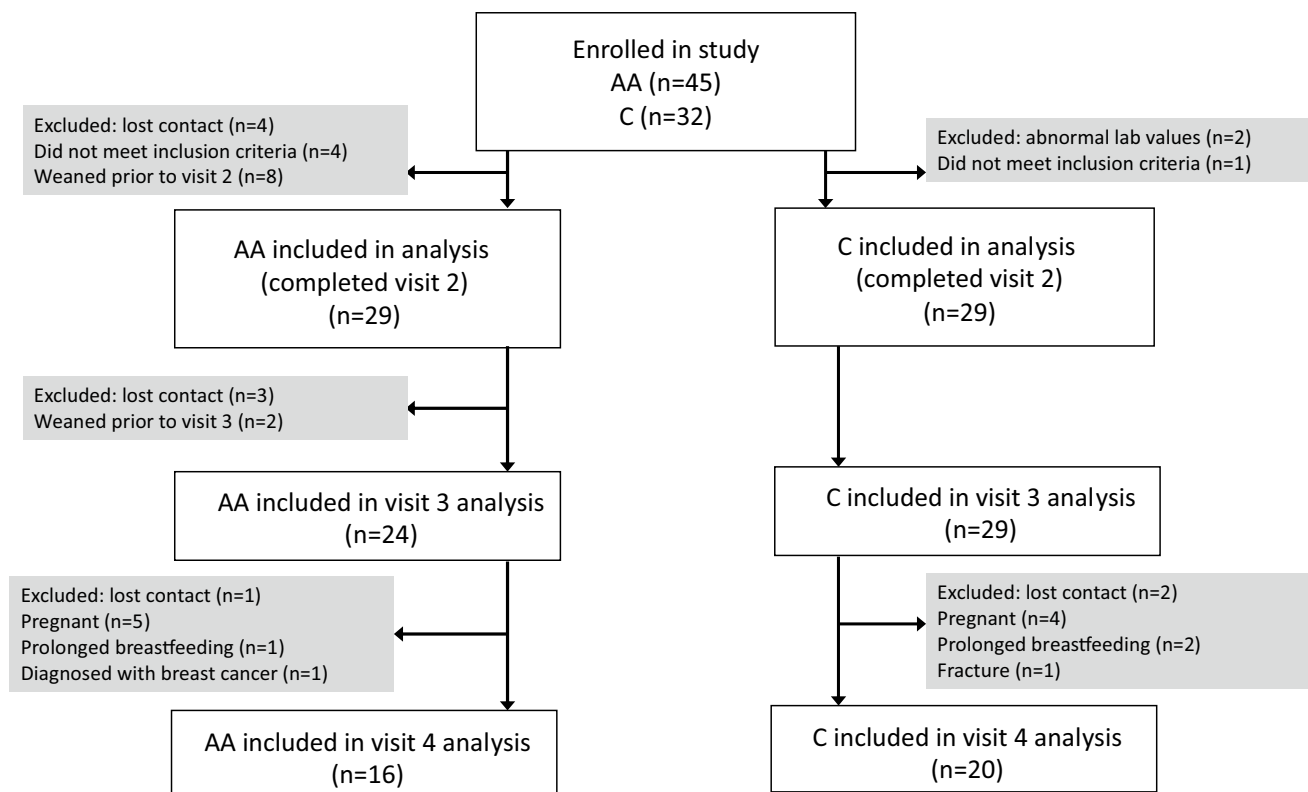 Enrolled in study
AA (n=45)
C (n=32)
Excluded: lost contact (n=4)
Did not meet inclusion criteria (n=4)
Weaned prior to visit 2 (n=8)
Excluded: abnormal lab values (n=2)
Did not meet inclusion criteria (n=1)
AA included in analysis
(completed visit 2)
(n=29)
C included in analysis
(completed visit 2)
(n=29)
Excluded: lost contact (n=3)
Weaned prior to visit 3 (n=2)
AA included in visit 3 analysis
(n=24)
C included in visit 3 analysis
(n=29)
Excluded: lost contact (n=1)
Pregnant (n=5)
Prolonged breastfeeding (n=1)
Diagnosed with breast cancer (n=1)
Excluded: lost contact (n=2)
Pregnant (n=4)
Prolonged breastfeeding (n=2)
Fracture (n=1)
AA included in visit 4 analysis
(n=16)
C included in visit 4 analysis
(n=20)